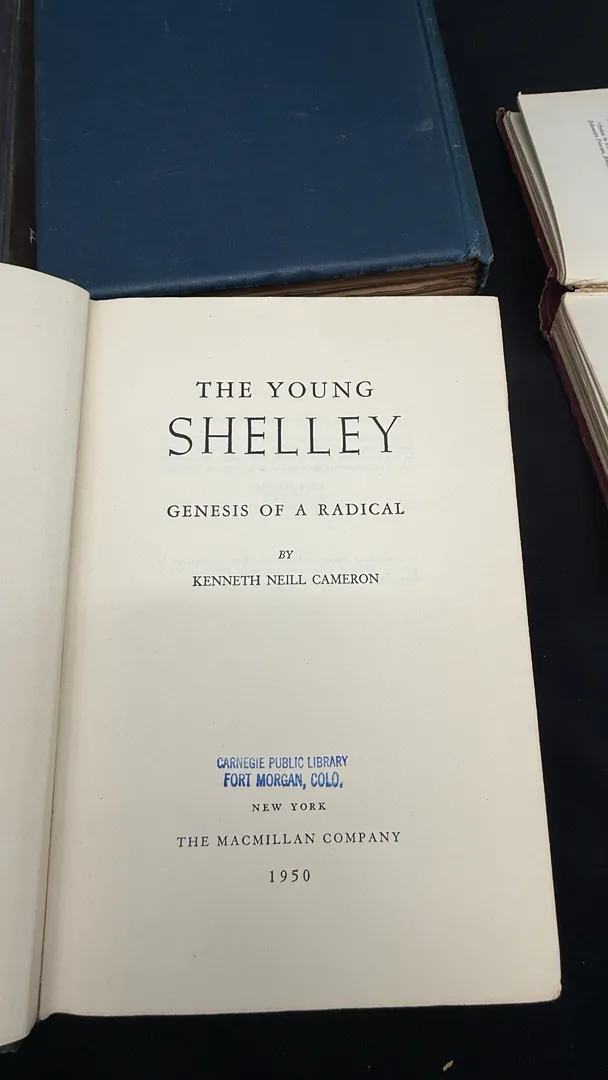 THE YOUNG
SHELLEY
GENESIS OF A RADICAL
BY
KENNETH NEILL CAMERON
CARNEGIE PUBLIC LIBRARY
FORT MORGAN, COLO.
NEW YORK
THE MACMILLAN COMPANY
1950